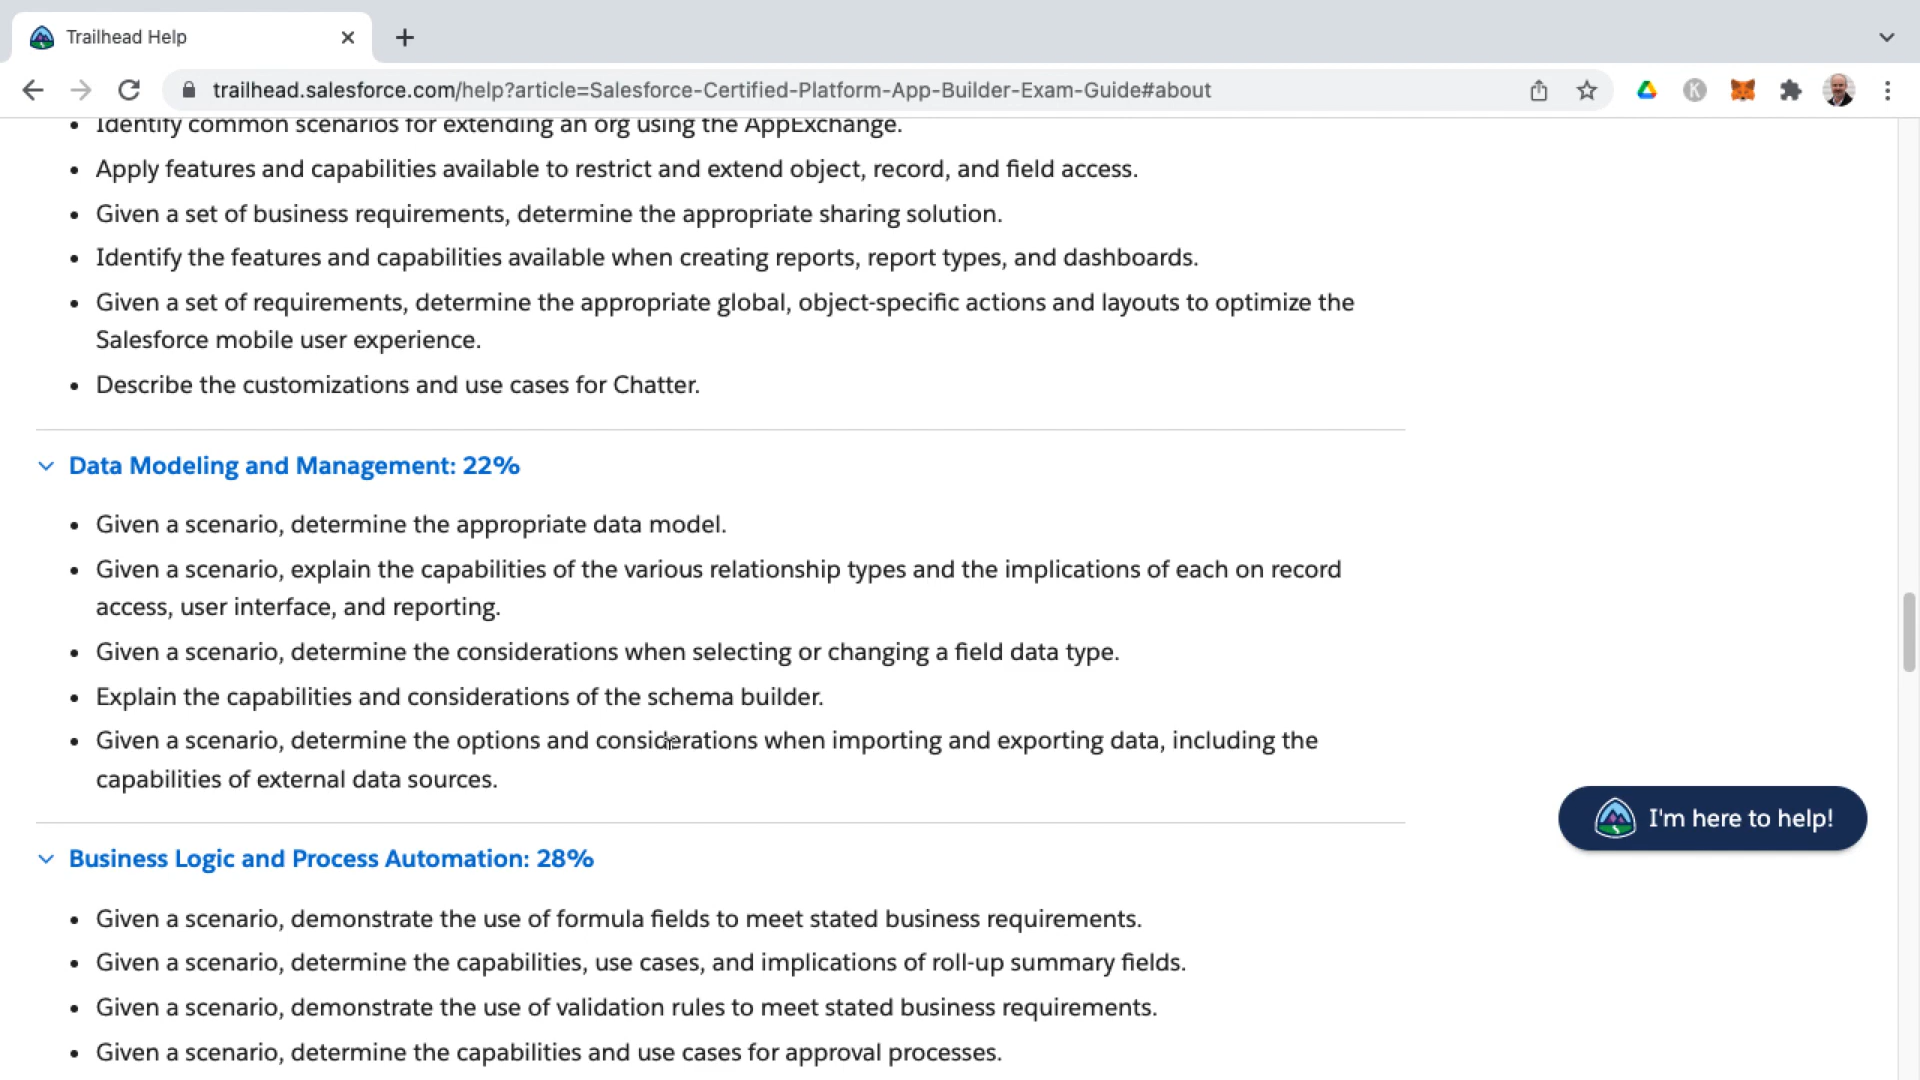 Trailhead Help
trailhead.salesforce.com/help?article=Salesforce-Certified-Platform-App-Builder-Exam-Guide#about
K
• Identify common scenarios for extending an org using the AppExchange.
• Apply features and capabilities available to restrict and extend object, record, and field access.
• Given a set of business requirements, determine the appropriate sharing solution.
• Identify the features and capabilities available when creating reports, report types, and dashboards.
• Given a set of requirements, determine the appropriate global, object-specific actions and layouts to optimize the
Salesforce mobile user experience.
• Describe the customizations and use cases for Chatter.
Data Modeling and Management: 22%
• Given a scenario, determine the appropriate data model.
• Given a scenario, explain the capabilities of the various relationship types and the implications of each on record
access, user interface, and reporting.
• Given a scenario, determine the considerations when selecting or changing a field data type.
• Explain the capabilities and considerations of the schema builder.
• Given a scenario, determine the options and considerations when importing and exporting data, including the
capabilities of external data sources.
I'm here to help!
Business Logic and Process Automation: 28%
• Given a scenario, demonstrate the use of formula fields to meet stated business requirements.
• Given a scenario, determine the capabilities, use cases, and implications of roll-up summary fields.
• Given a scenario, demonstrate the use of validation rules to meet stated business requirements.
• Given a scenario, determine the capabilities and use cases for approval processes.